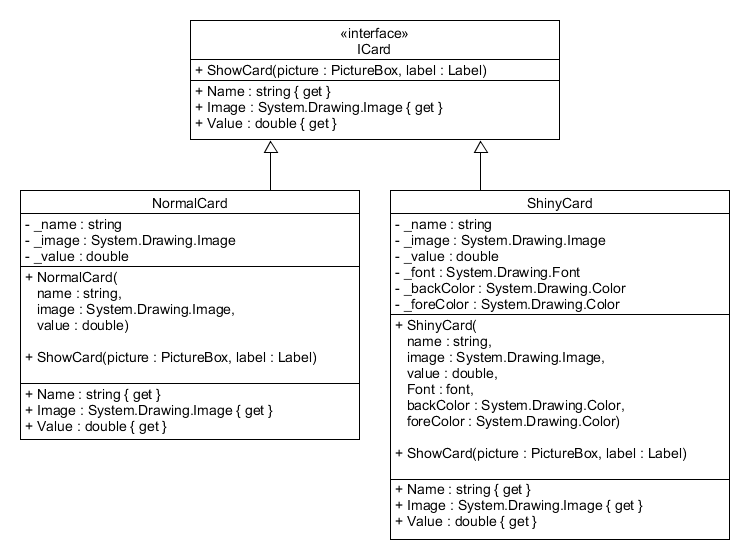 «interface»
ICard
+ ShowCard(picture : PictureBox, label : Label)
+ Name : string { get }
+ Image : System.Drawing.Image { get }
+ Value : double { get }
NormalCard
- _name : string
- _image : System.Drawing.Image
- _value : double
+ NormalCard(
name : string,
image : System.Drawing.Image,
value : double)
+ ShowCard(picture : PictureBox, label : Label)
+ Name : string { get }
+ Image : System.Drawing.Image { get }
+ Value : double { get }
ShinyCard
- _name : string
- _image : System.Drawing.Image
- _value : double
- _font : System.Drawing.Font
- _backColor : System.Drawing.Color
- _foreColor : System.Drawing.Color
+ ShinyCard(
name : string,
image : System.Drawing.Image,
value : double,
Font : font,
backColor : System.Drawing.Color,
foreColor : System.Drawing.Color)
+ ShowCard(picture : PictureBox, label : Label)
+ Name : string { get }
+ Image : System.Drawing.Image { get }
+ Value : double { get }